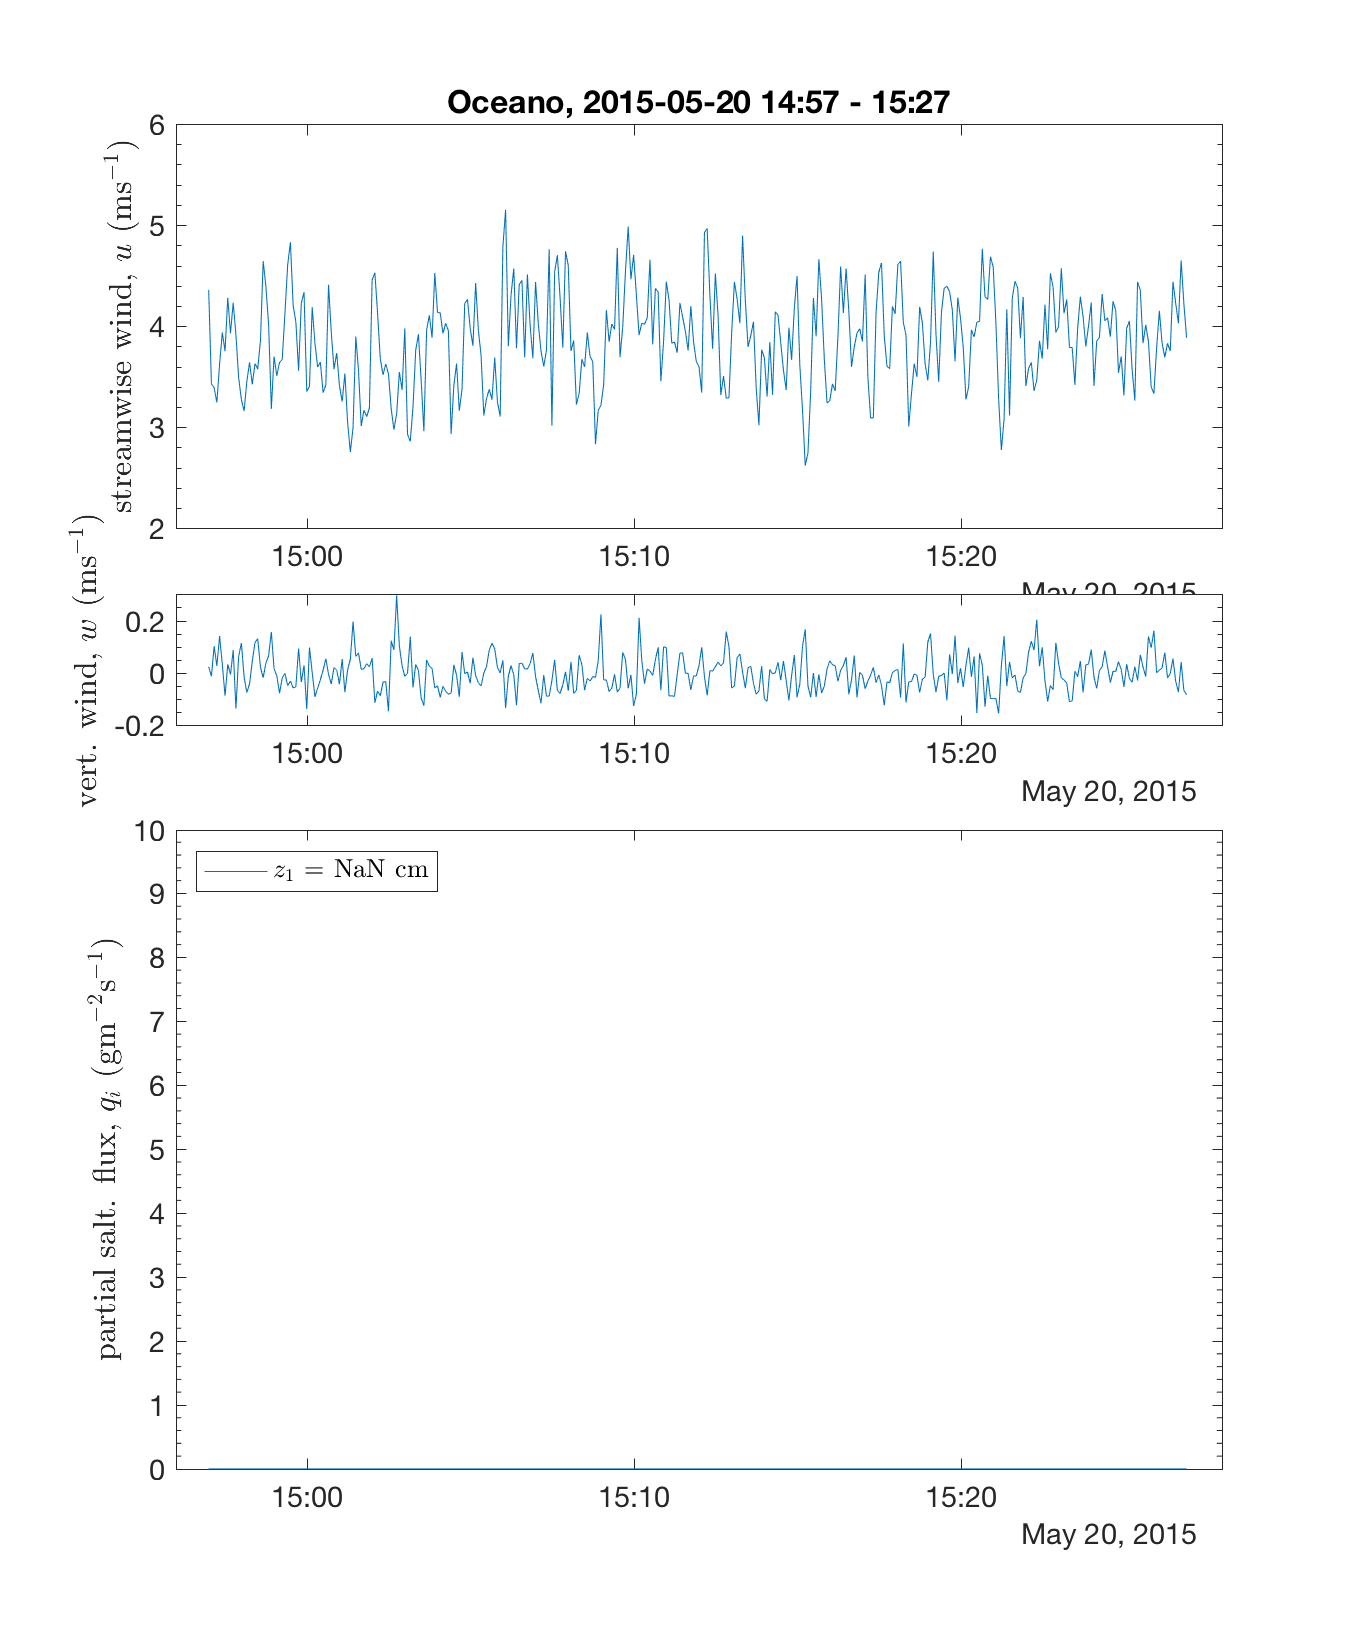 Oceano, 2015-05-20 14:57 - 15:27
streamwise wind, u (ms⁻¹)
6
5
4
3
2
15:00 15:10 15:20
May 20, 2015
vert. wind, w (ms⁻¹)
0.2
0
-0.2
15:00 15:10 15:20
May 20, 2015
partial salt. flux, qᵢ (gm⁻²s⁻¹)
10
z₁ = NaN cm
9
8
7
6
5
4
3
2
1
0
15:00 15:10 15:20
May 20, 2015